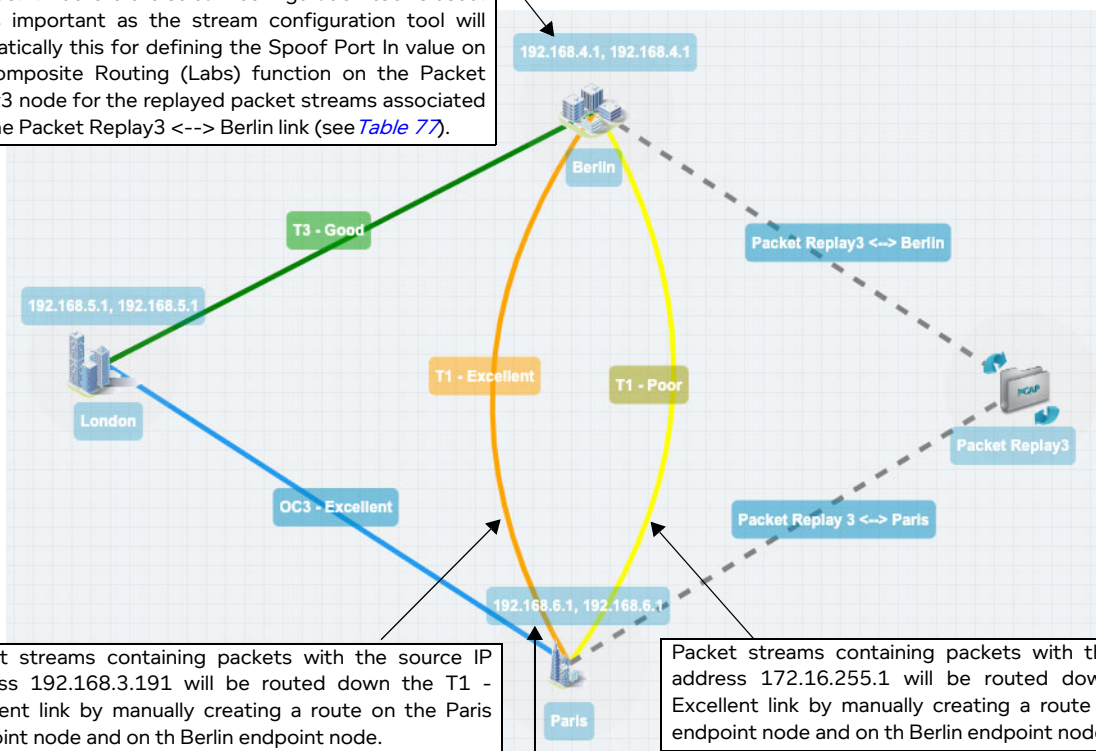 s important as the stream configuration tool will
atically this for defining the Spoof Port In value on
omposite Routing (Labs) function on the Packet
y3 node for the replayed packet streams associated
ne Packet Replay3 <--> Berlin link (see Table 77).
192.168.4.1, 192.168.4.1
Berlin
T3 - Good
Packet Replay3 <--> Berlin
192.168.5.1, 192.168.5.1
London
T1 - Excellent
T1 - Poor
PCAP
Packet Replay3
OC3 - Excellent
Packet Replay 3 <--> Paris
192.168.6.1, 192.168.6.1
Paris
t streams containing packets with the source IP
ss 192.168.3.191 will be routed down the T1 -
ent link by manually creating a route on the Paris
oint node and on th Berlin endpoint node.
Packet streams containing packets with th
address 172.16.255.1 will be routed dow
Excellent link by manually creating a route
endpoint node and on th Berlin endpoint nod